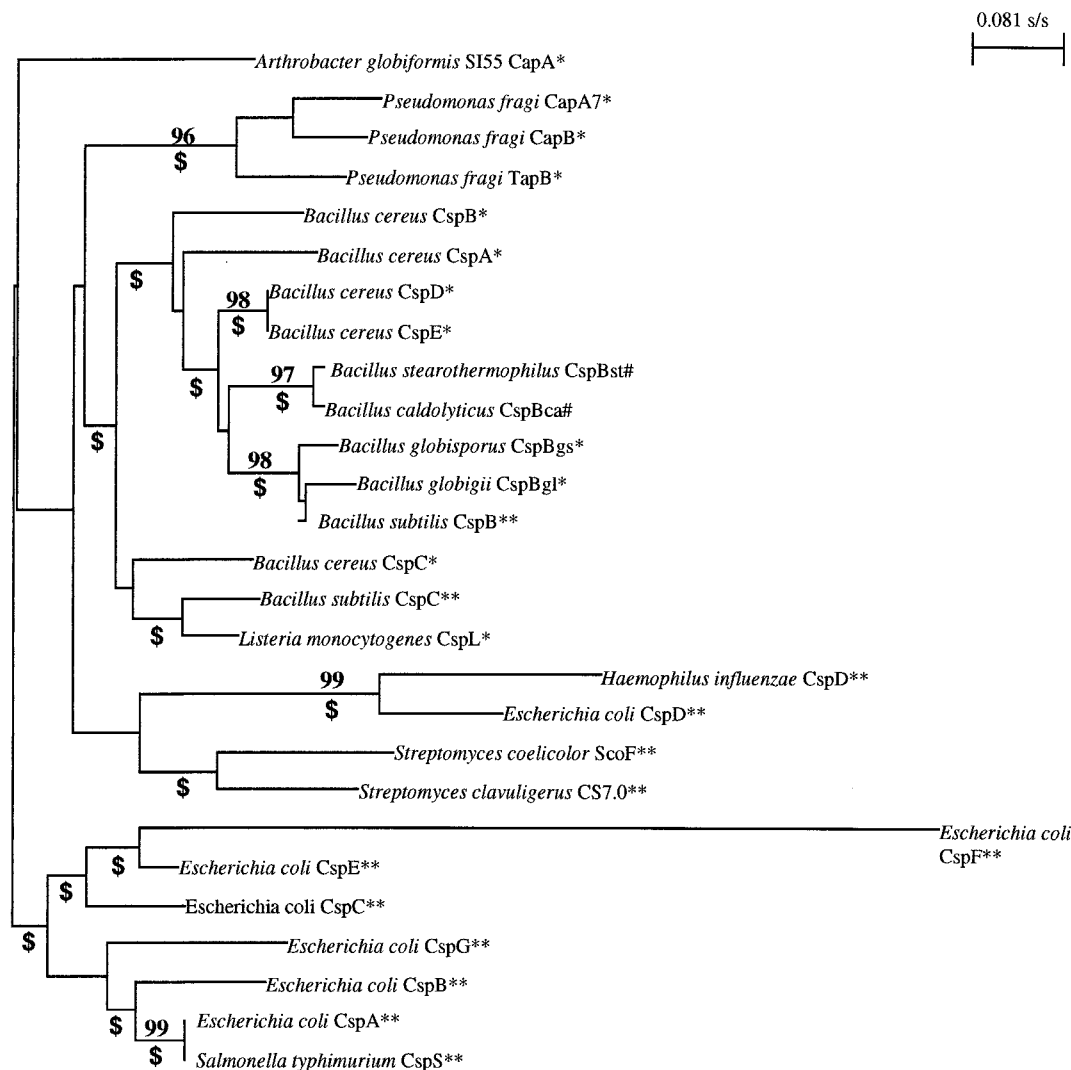 0.081 s/s
Arthrobacter globiformis SI55 CapA*
Pseudomonas fragi CapA7*
96
Pseudomonas fragi CapB*
$
Pseudomonas fragi TapB*
Bacillus cereus CspB*
Bacillus cereus CspA*
$
98
Bacillus cereus CspD*
$
Bacillus cereus CspE*
97
Bacillus stearothermophilus CspBst#
$
$
Bacillus caldolyticus CspBca#
$
Bacillus globisporus CspBgs*
98
$
Bacillus globigii CspBgl*
Bacillus subtilis CspB**
Bacillus cereus CspC*
Bacillus subtilis CspC**
$
Listeria monocytogenes CspL*
99
Haemophilus influenzae CspD**
$
Escherichia coli CspD**
Streptomyces coelicolor ScoF**
$
Streptomyces clavuligerus CS7.0**
Escherichia coli
CspF**
$
Escherichia coli CspE**
$
Escherichia coli CspC**
$
Escherichia coli CspG**
Escherichia coli CspB**
$
99
Escherichia coli CspA**
$
Salmonella typhimurium CspS**